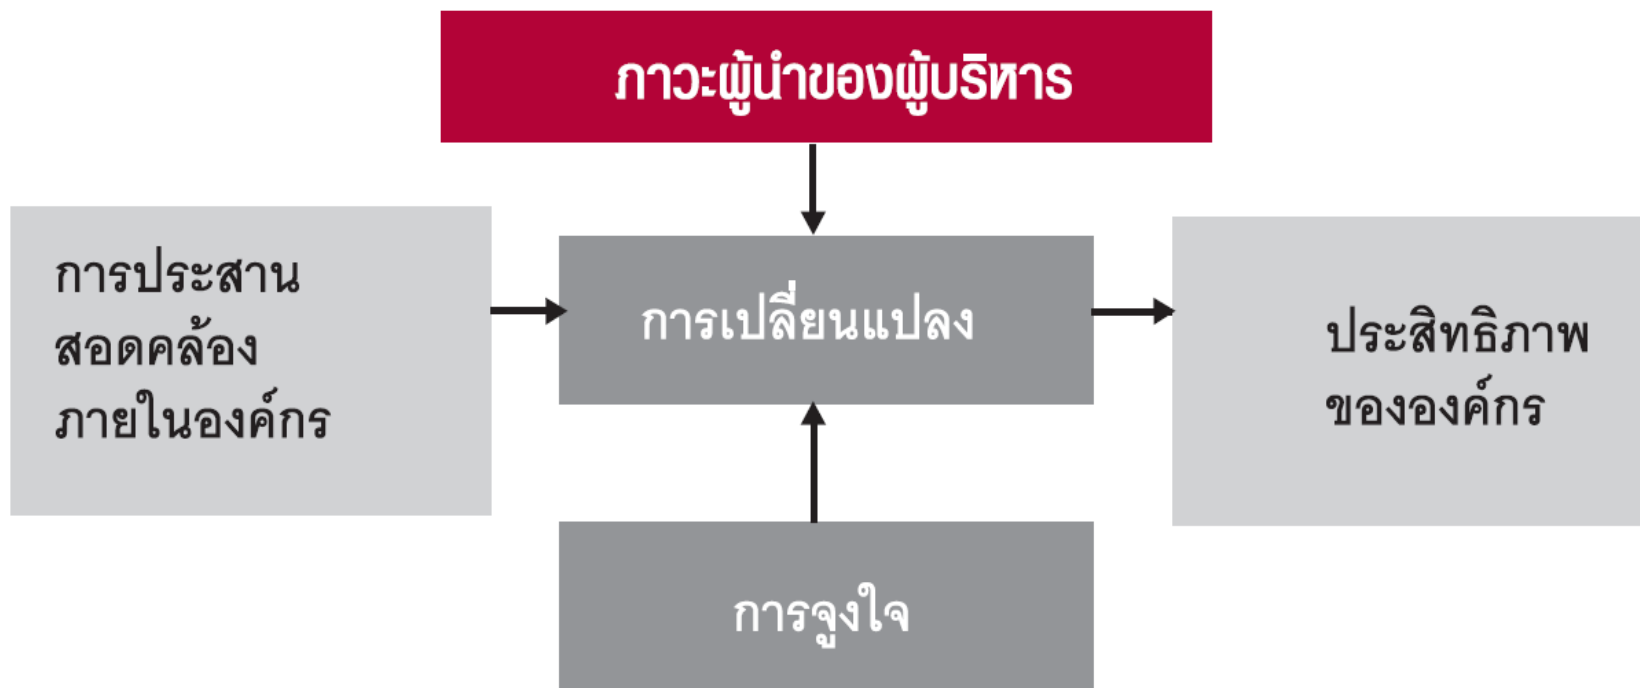 ภาวะผู้นำของผู้บริหาร
การประสาน
สอดคล้อง
ภายในองค์กร
การเปลี่ยนแปลง
ประสิทธิภาพ
ขององค์กร
การจูงใจ